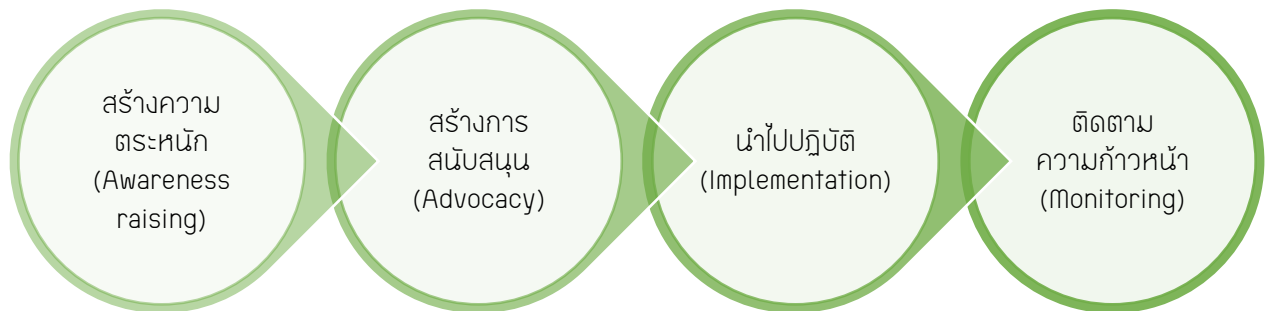 สร้างความ
ตระหนัก
(Awareness
raising)
สร้างการ
สนับสนุน
(Advocacy)
นำไปปฏิบัติ
(Implementation)
ติดตาม
ความก้าวหน้า
(Monitoring)